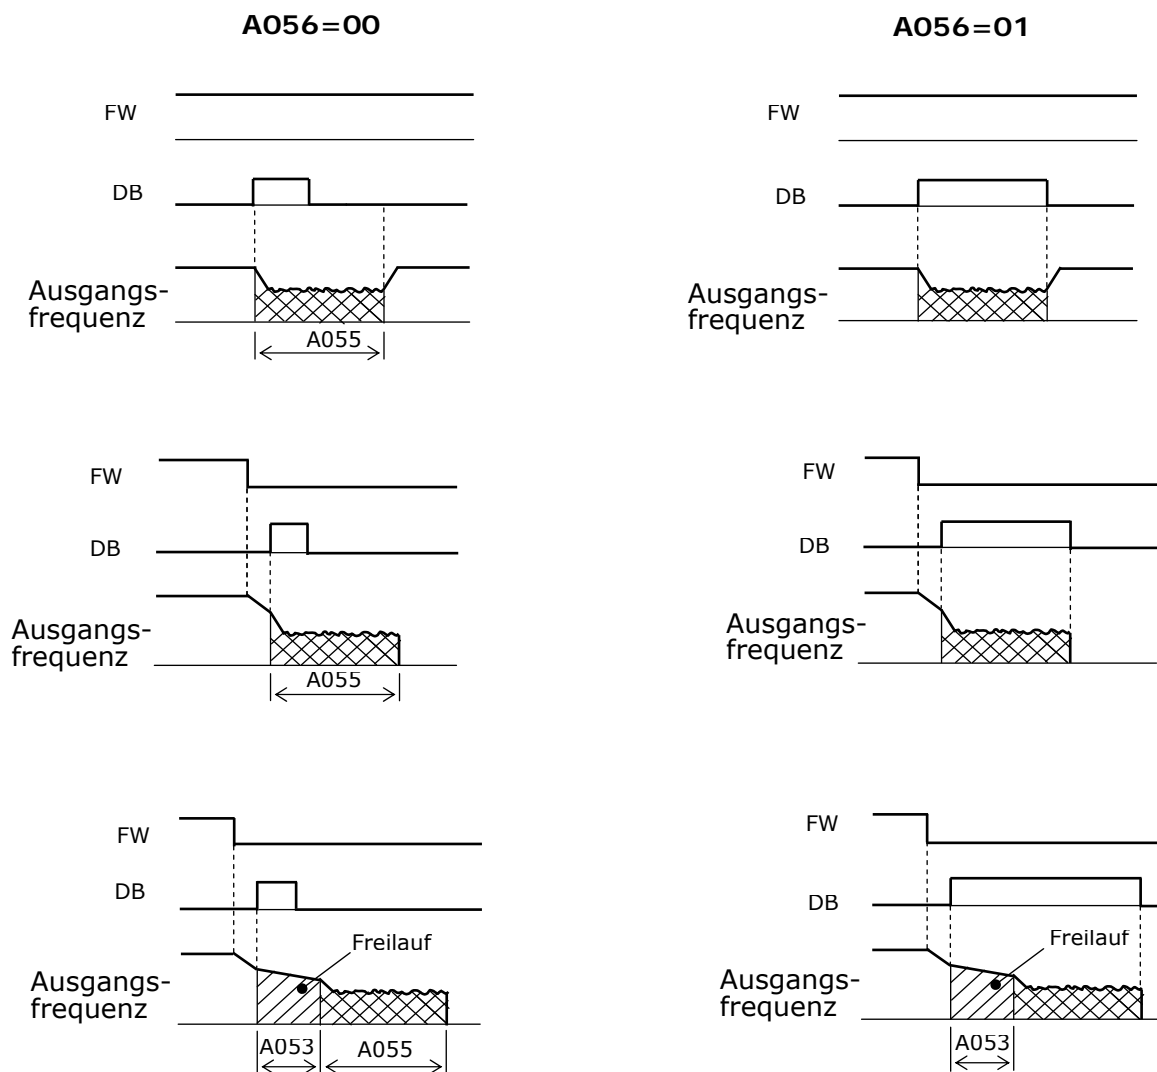 A056=00
FW
DB
Ausgangs-
frequenz
A055
FW
DB
Ausgangs-
frequenz
A055
FW
DB
Freilauf
Ausgangs-
frequenz
A053
A055
A056=01
FW
DB
Ausgangs-
frequenz
FW
DB
Ausgangs-
frequenz
FW
DB
Freilauf
Ausgangs-
frequenz
A053